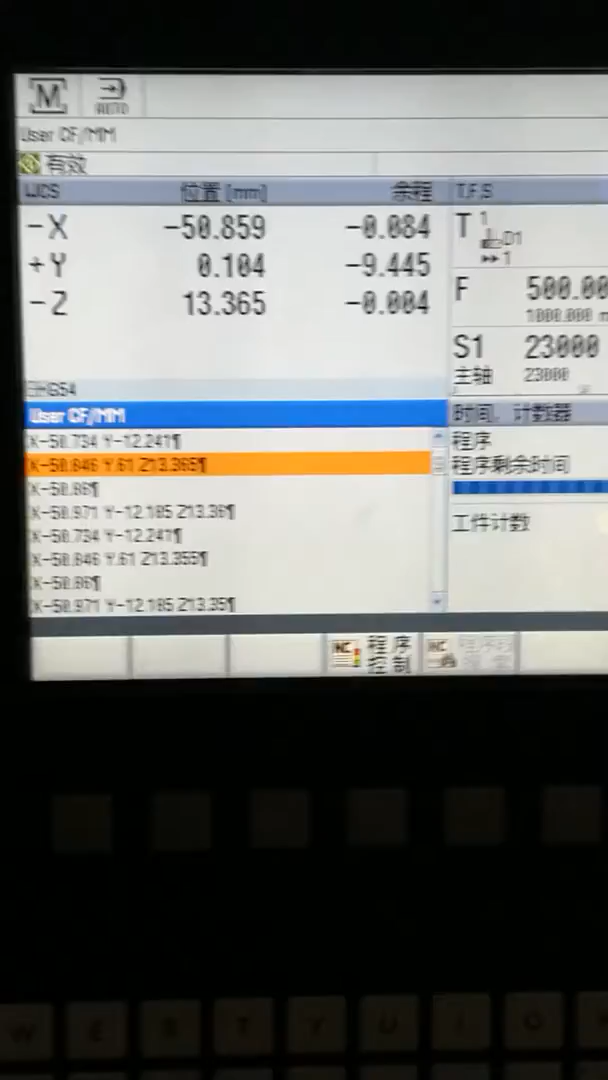 M AUTO
User CF/MM
有效
WCS 位置 [mm] 余程 T,F,S
-X -50.859 -0.084 T 1 D1
+Y 0.104 -9.445 ▸▸1
-Z 13.365 -0.004 F 500.00
1000.000 m
S1 23000
主轴 23000
G54
User CF/MM 时间, 计数器
X-50.734 Y-12.241¶ 程序
X-50.846 Y.61 Z13.365¶ 程序剩余时间
X-50.86¶
X-50.971 Y-12.185 Z13.36¶ 工件计数
X-50.734 Y-12.241¶
X-50.846 Y.61 Z13.355¶
X-50.86¶
X-50.971 Y-12.185 Z13.35¶
NC 程序 NC
控制
W E R T Y U I O